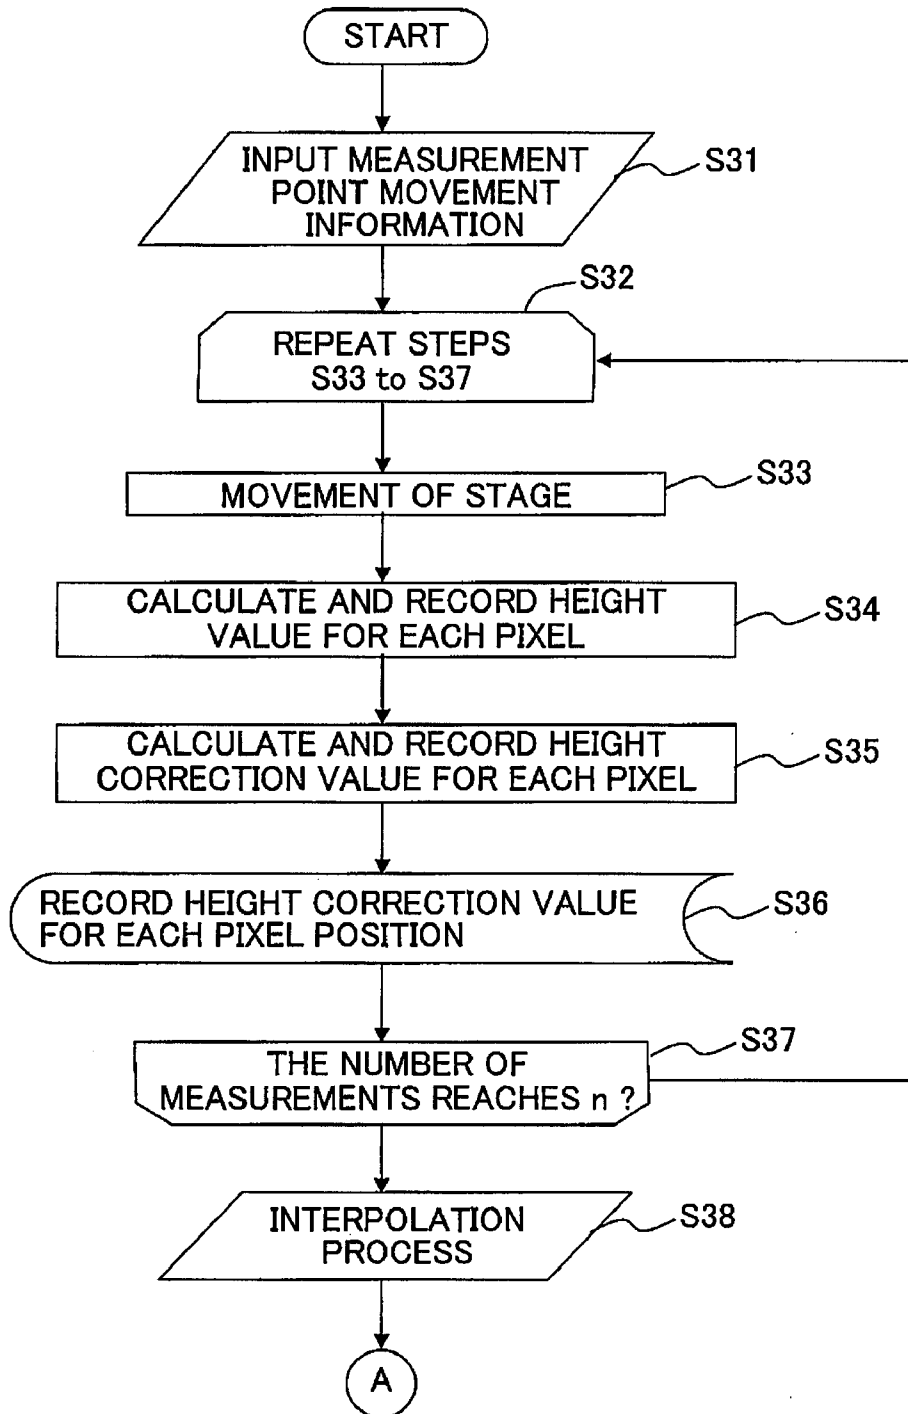 START
INPUT MEASUREMENT
POINT MOVEMENT
INFORMATION
S31
S32
REPEAT STEPS
S33 to S37
MOVEMENT OF STAGE
S33
CALCULATE AND RECORD HEIGHT
VALUE FOR EACH PIXEL
S34
CALCULATE AND RECORD HEIGHT
CORRECTION VALUE FOR EACH PIXEL
S35
RECORD HEIGHT CORRECTION VALUE
FOR EACH PIXEL POSITION
S36
THE NUMBER OF
MEASUREMENTS REACHES n ?
S37
INTERPOLATION
PROCESS
S38
A